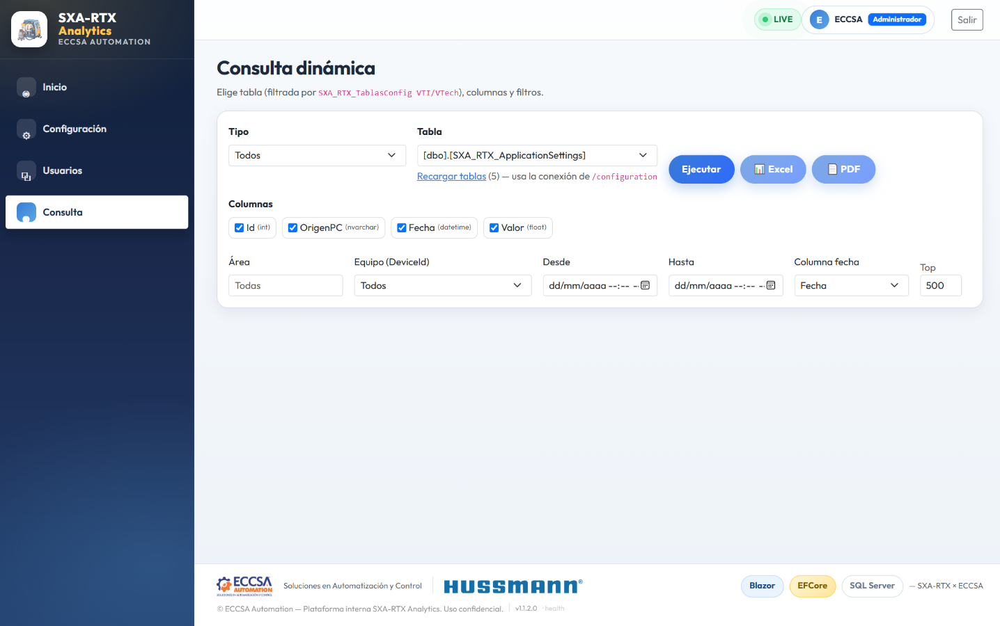 SXA-RTX
Analytics
ECCSA AUTOMATION
LIVE
E
ECCSA
Administrador
Salir
Inicio
Configuración
Usuarios
Consulta
Consulta dinámica
Elige tabla (filtrada por SXA_RTX_TablasConfig VTI/VTech), columnas y filtros.
Tipo
Tabla
Todos
[dbo].[SXA_RTX_ApplicationSettings]
Ejecutar
Excel
PDF
Recargar tablas (5) — usa la conexión de /configuration
Columnas
Id (int)
OrigenPC (nvarchar)
Fecha (datetime)
Valor (float)
Área
Equipo (DeviceId)
Desde
Hasta
Columna fecha
Top
Todas
Todos
dd/mm/aaaa --:-- -
dd/mm/aaaa --:-- -
Fecha
500
ECCSA
AUTOMATION
SOLUCIONES EN AUTOMATIZACIÓN Y CONTROL
Soluciones en Automatización y Control
HUSSMANN®
Blazor
EFCore
SQL Server
— SXA-RTX × ECCSA
© ECCSA Automation — Plataforma interna SXA-RTX Analytics. Uso confidencial.
v1.1.2.0
· health